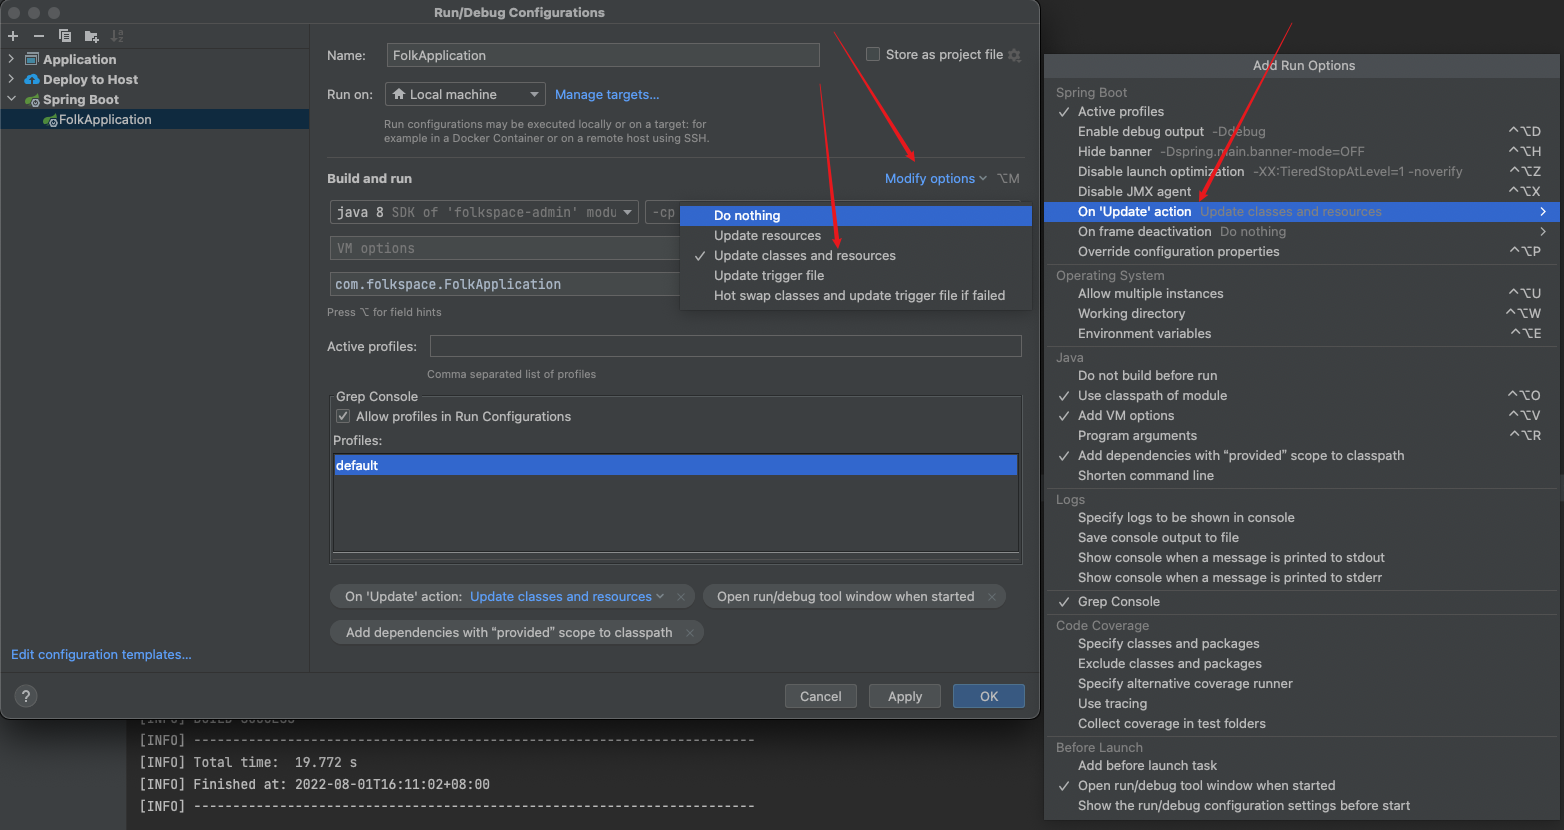 Run/Debug Configurations
Application
Deploy to Host
Spring Boot
FolkApplication
Edit configuration templates...
Name: FolkApplication
Store as project file
Run on: Local machine Manage targets...
Run configurations may be executed locally or on a target: for
example in a Docker Container or on a remote host using SSH.
Build and run
Modify options ⌥M
java 8 SDK of 'folkspace-admin' modu -cp
VM options
com.folkspace.FolkApplication
Press ⌥ for field hints
Do nothing
Update resources
✓ Update classes and resources
Update trigger file
Hot swap classes and update trigger file if failed
Active profiles:
Comma separated list of profiles
Grep Console
Allow profiles in Run Configurations
Profiles:
default
On 'Update' action: Update classes and resources ×
Open run/debug tool window when started ×
Add dependencies with “provided” scope to classpath ×
?
Cancel
Apply
OK
[INFO] BUILD SUCCESS
[INFO] ------------------------------------------------------------------------
[INFO] Total time:  19.772 s
[INFO] Finished at: 2022-08-01T16:11:02+08:00
[INFO] ------------------------------------------------------------------------
Add Run Options
Spring Boot
✓ Active profiles
Enable debug output -Ddebug ^⌥D
Hide banner -Dspring.main.banner-mode=OFF ^⌥H
Disable launch optimization -XX:TieredStopAtLevel=1 -noverify ^⌥Z
Disable JMX agent ^⌥X
On 'Update' action Update classes and resources
On frame deactivation Do nothing
Override configuration properties ^⌥P
Operating System
Allow multiple instances ^⌥U
Working directory ^⌥W
Environment variables ^⌥E
Java
Do not build before run
✓ Use classpath of module ^⌥O
✓ Add VM options ^⌥V
Program arguments ^⌥R
✓ Add dependencies with “provided” scope to classpath
Shorten command line
Logs
Specify logs to be shown in console
Save console output to file
Show console when a message is printed to stdout
Show console when a message is printed to stderr
✓ Grep Console
Code Coverage
Specify classes and packages
Exclude classes and packages
Specify alternative coverage runner
Use tracing
Collect coverage in test folders
Before Launch
Add before launch task
✓ Open run/debug tool window when started
Show the run/debug configuration settings before start